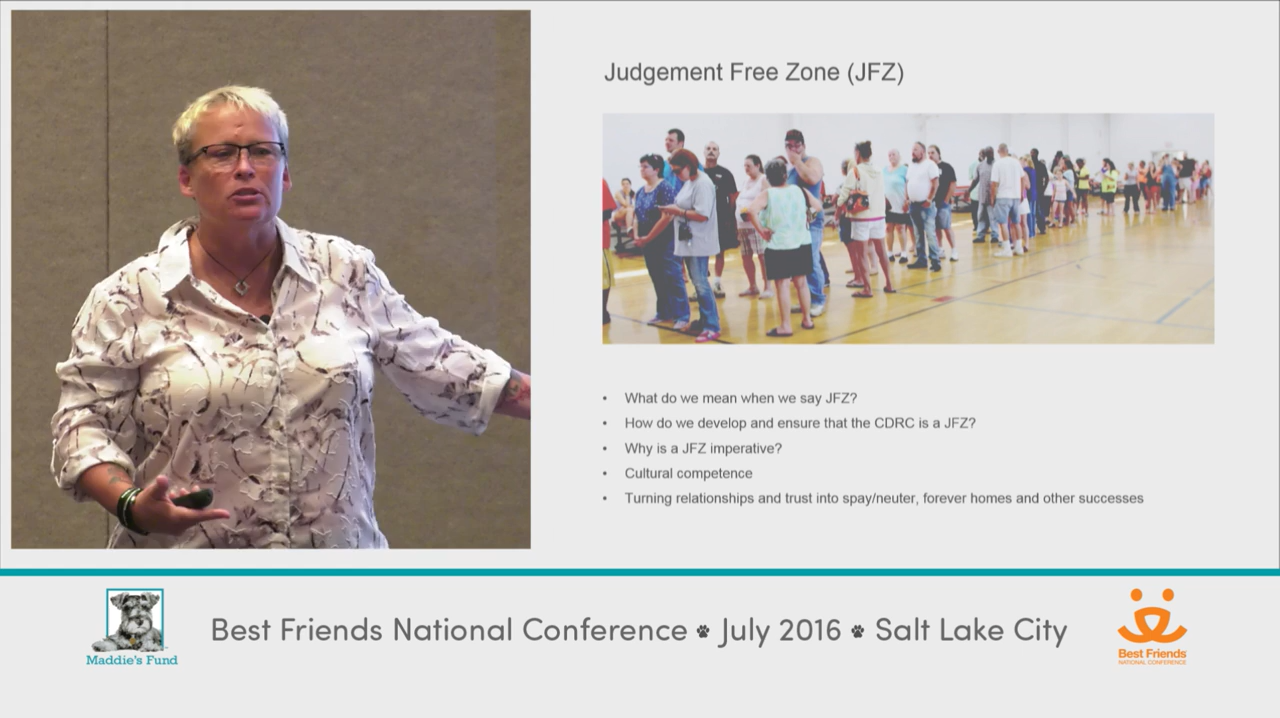 Judgement Free Zone (JFZ)
• What do we mean when we say JFZ?
• How do we develop and ensure that the CDRC is a JFZ?
• Why is a JFZ imperative?
• Cultural competence
• Turning relationships and trust into spay/neuter, forever homes and other successes
Maddie's Fund
Best Friends National Conference July 2016 Salt Lake City
Best Friends
NATIONAL CONFERENCE